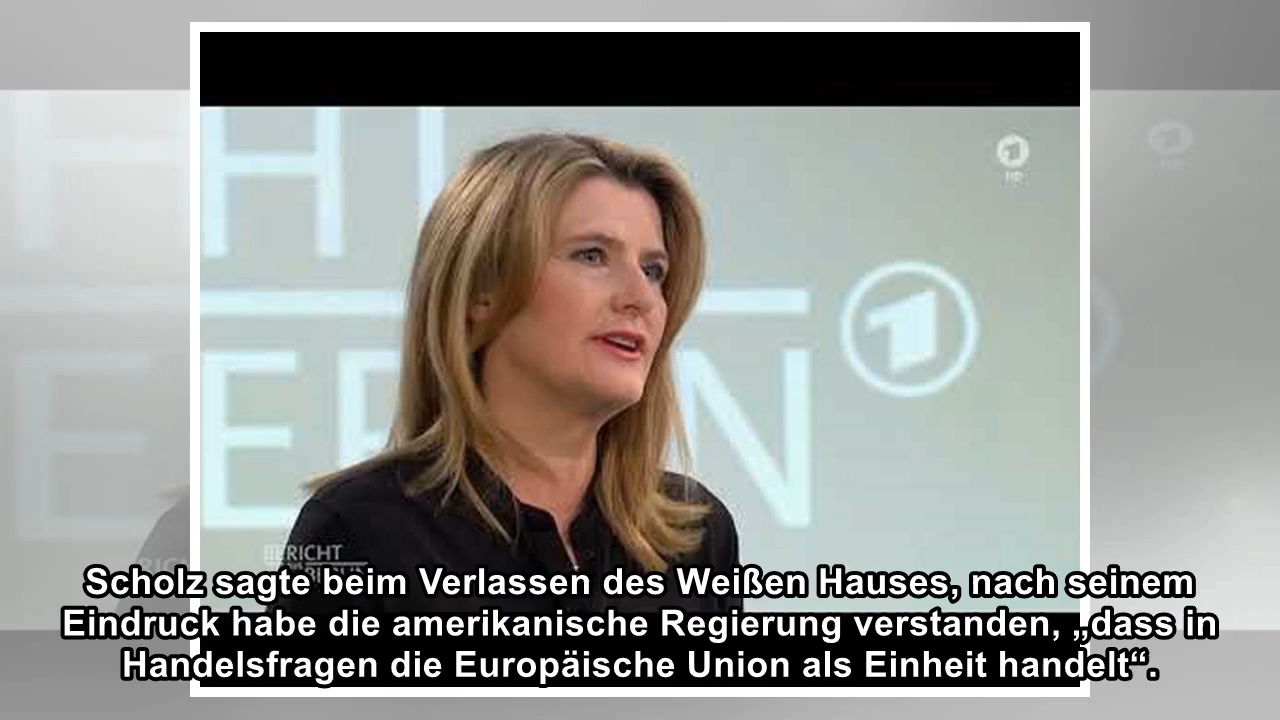 BERICHT
Scholz sagte beim Verlassen des Weißen Hauses, nach seinem
Eindruck habe die amerikanische Regierung verstanden, „dass in
Handelsfragen die Europäische Union als Einheit handelt“.